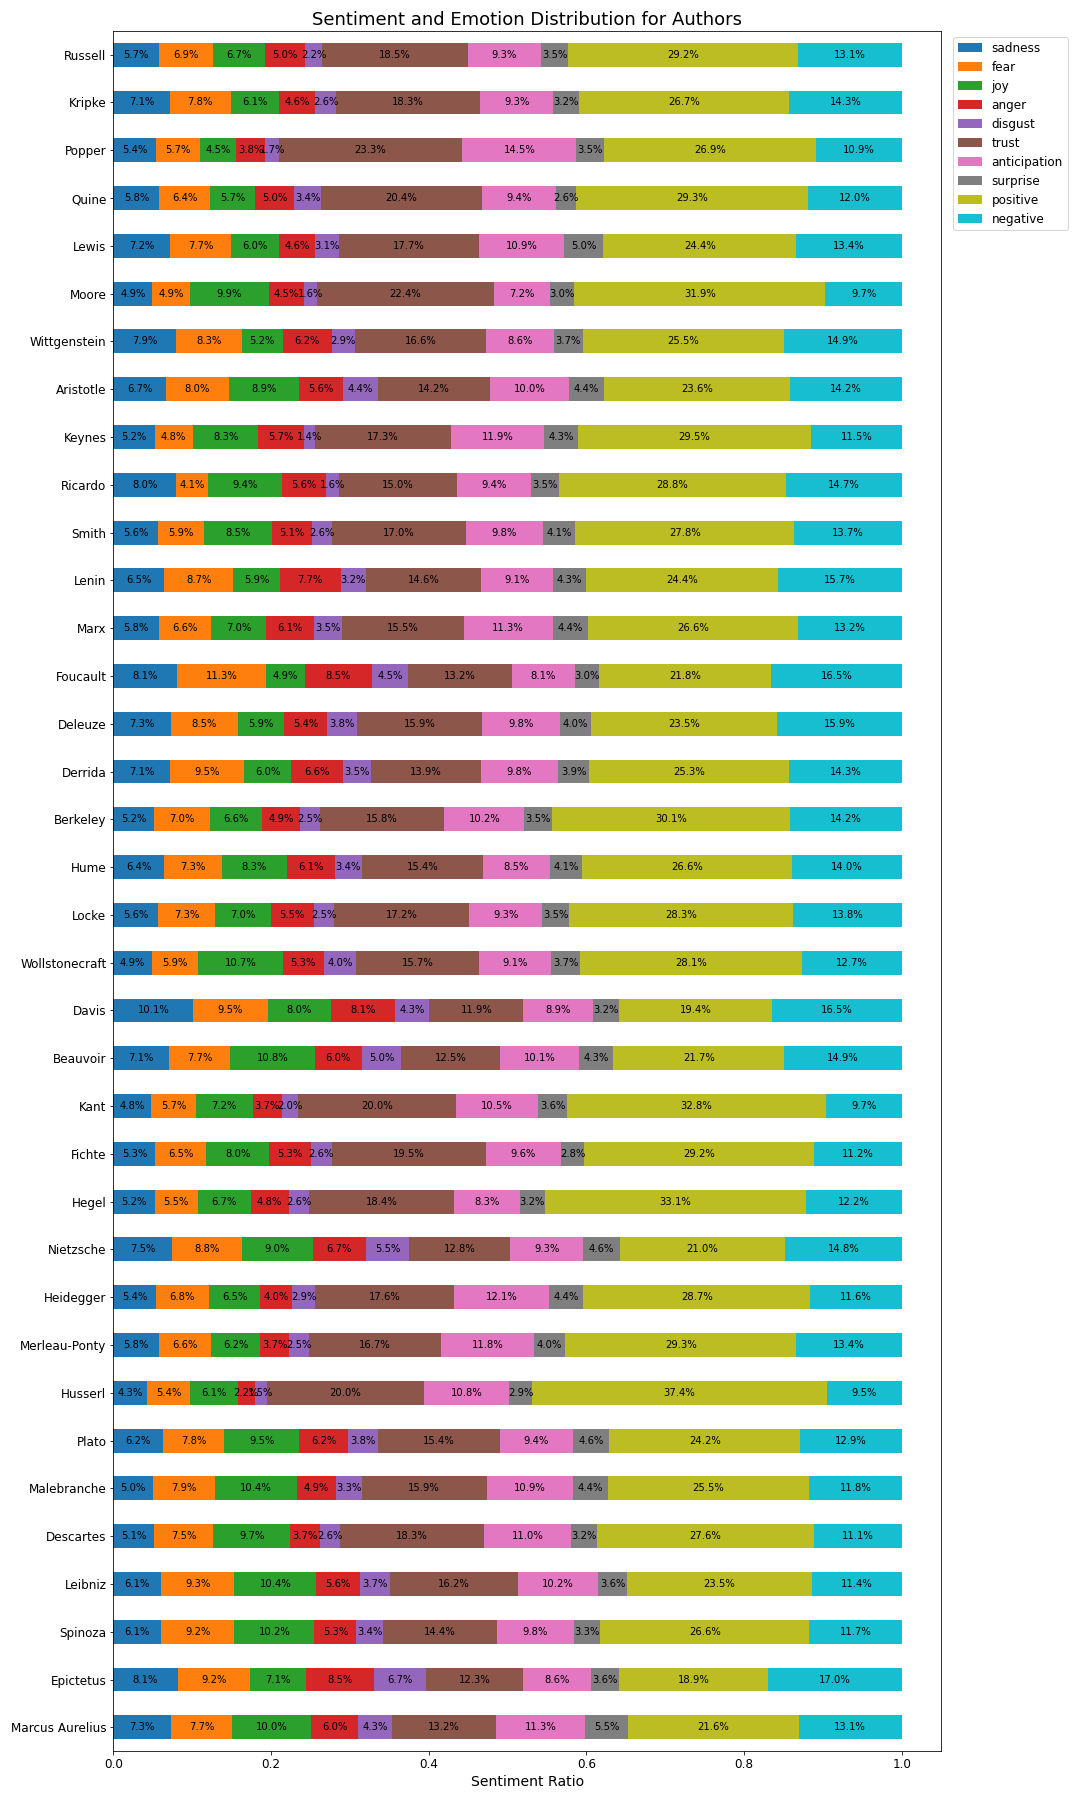 Sentiment and Emotion Distribution for Authors
Russell 5.7% 6.9% 6.7% 5.0% 2.2% 18.5% 9.3% 3.5% 29.2% 13.1%
Kripke 7.1% 7.8% 6.1% 4.6% 2.6% 18.3% 9.3% 3.2% 26.7% 14.3%
Popper 5.4% 5.7% 4.5% 3.8% 1.7% 23.3% 14.5% 3.5% 26.9% 10.9%
Quine 5.8% 6.4% 5.7% 5.0% 3.4% 20.4% 9.4% 2.6% 29.3% 12.0%
Lewis 7.2% 7.7% 6.0% 4.6% 3.1% 17.7% 10.9% 5.0% 24.4% 13.4%
Moore 4.9% 4.9% 9.9% 4.5% 1.6% 22.4% 7.2% 3.0% 31.9% 9.7%
Wittgenstein 7.9% 8.3% 5.2% 6.2% 2.9% 16.6% 8.6% 3.7% 25.5% 14.9%
Aristotle 6.7% 8.0% 8.9% 5.6% 4.4% 14.2% 10.0% 4.4% 23.6% 14.2%
Keynes 5.2% 4.8% 8.3% 5.7% 1.4% 17.3% 11.9% 4.3% 29.5% 11.5%
Ricardo 8.0% 4.1% 9.4% 5.6% 1.6% 15.0% 9.4% 3.5% 28.8% 14.7%
Smith 5.6% 5.9% 8.5% 5.1% 2.6% 17.0% 9.8% 4.1% 27.8% 13.7%
Lenin 6.5% 8.7% 5.9% 7.7% 3.2% 14.6% 9.1% 4.3% 24.4% 15.7%
Marx 5.8% 6.6% 7.0% 6.1% 3.5% 15.5% 11.3% 4.4% 26.6% 13.2%
Foucault 8.1% 11.3% 4.9% 8.5% 4.5% 13.2% 8.1% 3.0% 21.8% 16.5%
Deleuze 7.3% 8.5% 5.9% 5.4% 3.8% 15.9% 9.8% 4.0% 23.5% 15.9%
Derrida 7.1% 9.5% 6.0% 6.6% 3.5% 13.9% 9.8% 3.9% 25.3% 14.3%
Berkeley 5.2% 7.0% 6.6% 4.9% 2.5% 15.8% 10.2% 3.5% 30.1% 14.2%
Hume 6.4% 7.3% 8.3% 6.1% 3.4% 15.4% 8.5% 4.1% 26.6% 14.0%
Locke 5.6% 7.3% 7.0% 5.5% 2.5% 17.2% 9.3% 3.5% 28.3% 13.8%
Wollstonecraft 4.9% 5.9% 10.7% 5.3% 4.0% 15.7% 9.1% 3.7% 28.1% 12.7%
Davis 10.1% 9.5% 8.0% 8.1% 4.3% 11.9% 8.9% 3.2% 19.4% 16.5%
Beauvoir 7.1% 7.7% 10.8% 6.0% 5.0% 12.5% 10.1% 4.3% 21.7% 14.9%
Kant 4.8% 5.7% 7.2% 3.7% 2.0% 20.0% 10.5% 3.6% 32.8% 9.7%
Fichte 5.3% 6.5% 8.0% 5.3% 2.6% 19.5% 9.6% 2.8% 29.2% 11.2%
Hegel 5.2% 5.5% 6.7% 4.8% 2.6% 18.4% 8.3% 3.2% 33.1% 12.2%
Nietzsche 7.5% 8.8% 9.0% 6.7% 5.5% 12.8% 9.3% 4.6% 21.0% 14.8%
Heidegger 5.4% 6.8% 6.5% 4.0% 2.9% 17.6% 12.1% 4.4% 28.7% 11.6%
Merleau-Ponty 5.8% 6.6% 6.2% 3.7% 2.5% 16.7% 11.8% 4.0% 29.3% 13.4%
Husserl 4.3% 5.4% 6.1% 2.2% 1.5% 20.0% 10.8% 2.9% 37.4% 9.5%
Plato 6.2% 7.8% 9.5% 6.2% 3.8% 15.4% 9.4% 4.6% 24.2% 12.9%
Malebranche 5.0% 7.9% 10.4% 4.9% 3.3% 15.9% 10.9% 4.4% 25.5% 11.8%
Descartes 5.1% 7.5% 9.7% 3.7% 2.6% 18.3% 11.0% 3.2% 27.6% 11.1%
Leibniz 6.1% 9.3% 10.4% 5.6% 3.7% 16.2% 10.2% 3.6% 23.5% 11.4%
Spinoza 6.1% 9.2% 10.2% 5.3% 3.4% 14.4% 9.8% 3.3% 26.6% 11.7%
Epictetus 8.1% 9.2% 7.1% 8.5% 6.7% 12.3% 8.6% 3.6% 18.9% 17.0%
Marcus Aurelius 7.3% 7.7% 10.0% 6.0% 4.3% 13.2% 11.3% 5.5% 21.6% 13.1%
0.0 0.2 0.4 0.6 0.8 1.0
Sentiment Ratio
sadness
fear
joy
anger
disgust
trust
anticipation
surprise
positive
negative